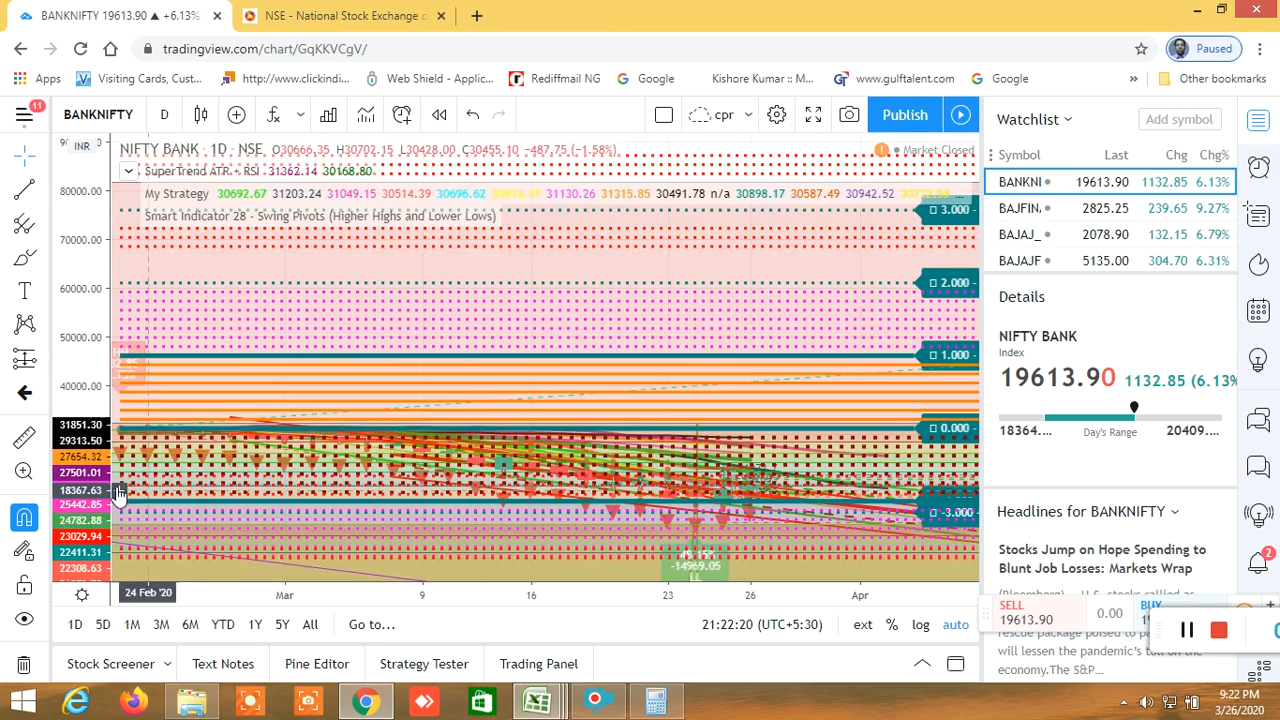 BANKNIFTY 19613.90 ▲ +6.13%
NSE - National Stock Exchange o
tradingview.com/chart/GqKKVCgV/
Paused
Apps
Visiting Cards, Cust...
http://www.clickindi...
Web Shield - Applic...
Rediffmail NG
Google
Kishore Kumar :: M...
www.gulftalent.com
Google
»
Other bookmarks
11
BANKNIFTY
D
cpr
Publish
Watchlist
Add symbol
INR
NIFTY BANK · 1D · NSE O30666.35 H30702.15 L30428.00 C30455.10 -487.75 (-1.58%)
Market Closed
SuperTrend ATR + RSI 31362.14 30168.80
My Strategy 30692.67 31203.24 31049.15 30514.39 30696.62 31130.26 31315.85 30491.78 n/a 30898.17 30587.49 30942.52
Smart Indicator 28 - Swing Pivots (Higher Highs and Lower Lows)
Symbol Last Chg Chg%
BANKNI 19613.90 1132.85 6.13%
BAJFIN, 2825.25 239.65 9.27%
BAJAJ_ 2078.90 132.15 6.79%
BAJAJF 5135.00 304.70 6.31%
80000.00
70000.00
60000.00
50000.00
40000.00
3.000
2.000
1.000
0.000
-3.000
31851.30
29313.50
27654.32
27501.01
18367.63
25442.85
24782.88
23029.94
22411.31
22308.63
-14969.05
LL
24 Feb '20
Mar
9
16
23
26
Apr
Details
NIFTY BANK
Index
19613.90 1132.85 (6.13%
18364....
Day's Range
20409....
Headlines for BANKNIFTY
Stocks Jump on Hope Spending to
Blunt Job Losses: Markets Wrap
SELL
19613.90
0.00
BUY
rescue package poised to pa
will lessen the pandemic's toll on the
economy.The S&P...
2
1D 5D 1M 3M 6M YTD 1Y 5Y All
Go to...
21:22:20 (UTC+5:30)
ext % log auto
Stock Screener
Text Notes
Pine Editor
Strategy Tester
Trading Panel
9:22 PM
3/26/2020